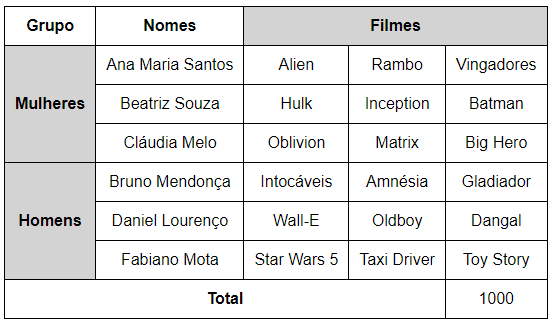 Grupo Nomes Filmes
Mulheres Ana Maria Santos Alien Rambo Vingadores
Beatriz Souza Hulk Inception Batman
Cláudia Melo Oblivion Matrix Big Hero
Homens Bruno Mendonça Intocáveis Amnésia Gladiador
Daniel Lourenço Wall-E Oldboy Dangal
Fabiano Mota Star Wars 5 Taxi Driver Toy Story
Total 1000